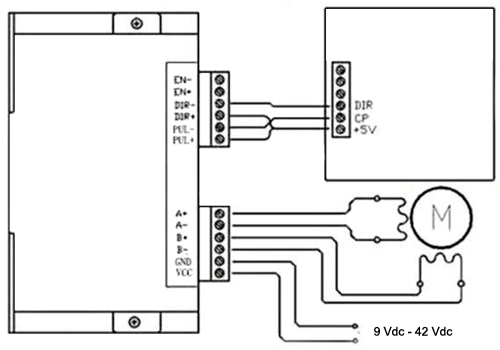 EN-
EN+
DIR-
DIR+
PUL-
PUL+
DIR
CP
+5V
A+
A-
B+
B-
GND
VCC
M
9 Vdc - 42 Vdc